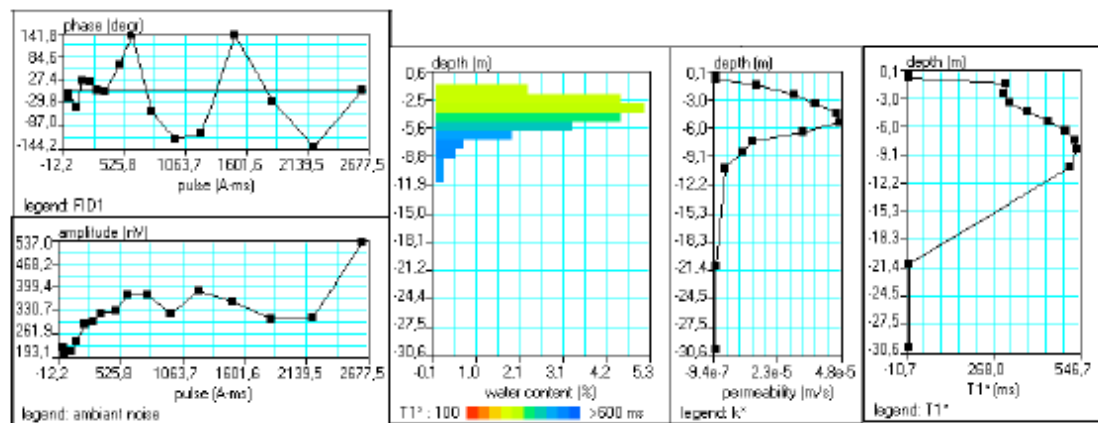 phase (degr)
141,8
84,6
27,4
-29,8
-97,0
-144,2
-12,2 525,8 1063,7 1601,6 2139,5 2677,5
pulse (A-ms)
legend: FID1
amplitude (nV)
537,0
468,2
399,4
330,7
261,9
193,1
-12,2 525,8 1063,7 1601,6 2139,5 2677,5
pulse (A-ms)
legend: ambiant noise
depth (m)
0,6
-2,5
-5,6
-8,8
-11,9
-15,0
-18,1
-21,2
-24,4
-27,5
-30,6
-0.1 1.0 2.1 3.2 4.2 5.3
water content (%)
T1* : 100 >600 ms
depth (m)
0,1
-3,0
-6,0
-9,1
-12,2
-15,3
-18,3
-21,4
-24,5
-27,5
-30,6
-9.4e-7 2.3e-5 4.8e-5
permeability (m/s)
legend: k*
depth (m)
0,1
-3,0
-6,0
-9,1
-12,2
-15,3
-18,3
-21,4
-24,5
-27,5
-30,6
-10,7 268,0 546,7
T1* (ms)
legend: T1*